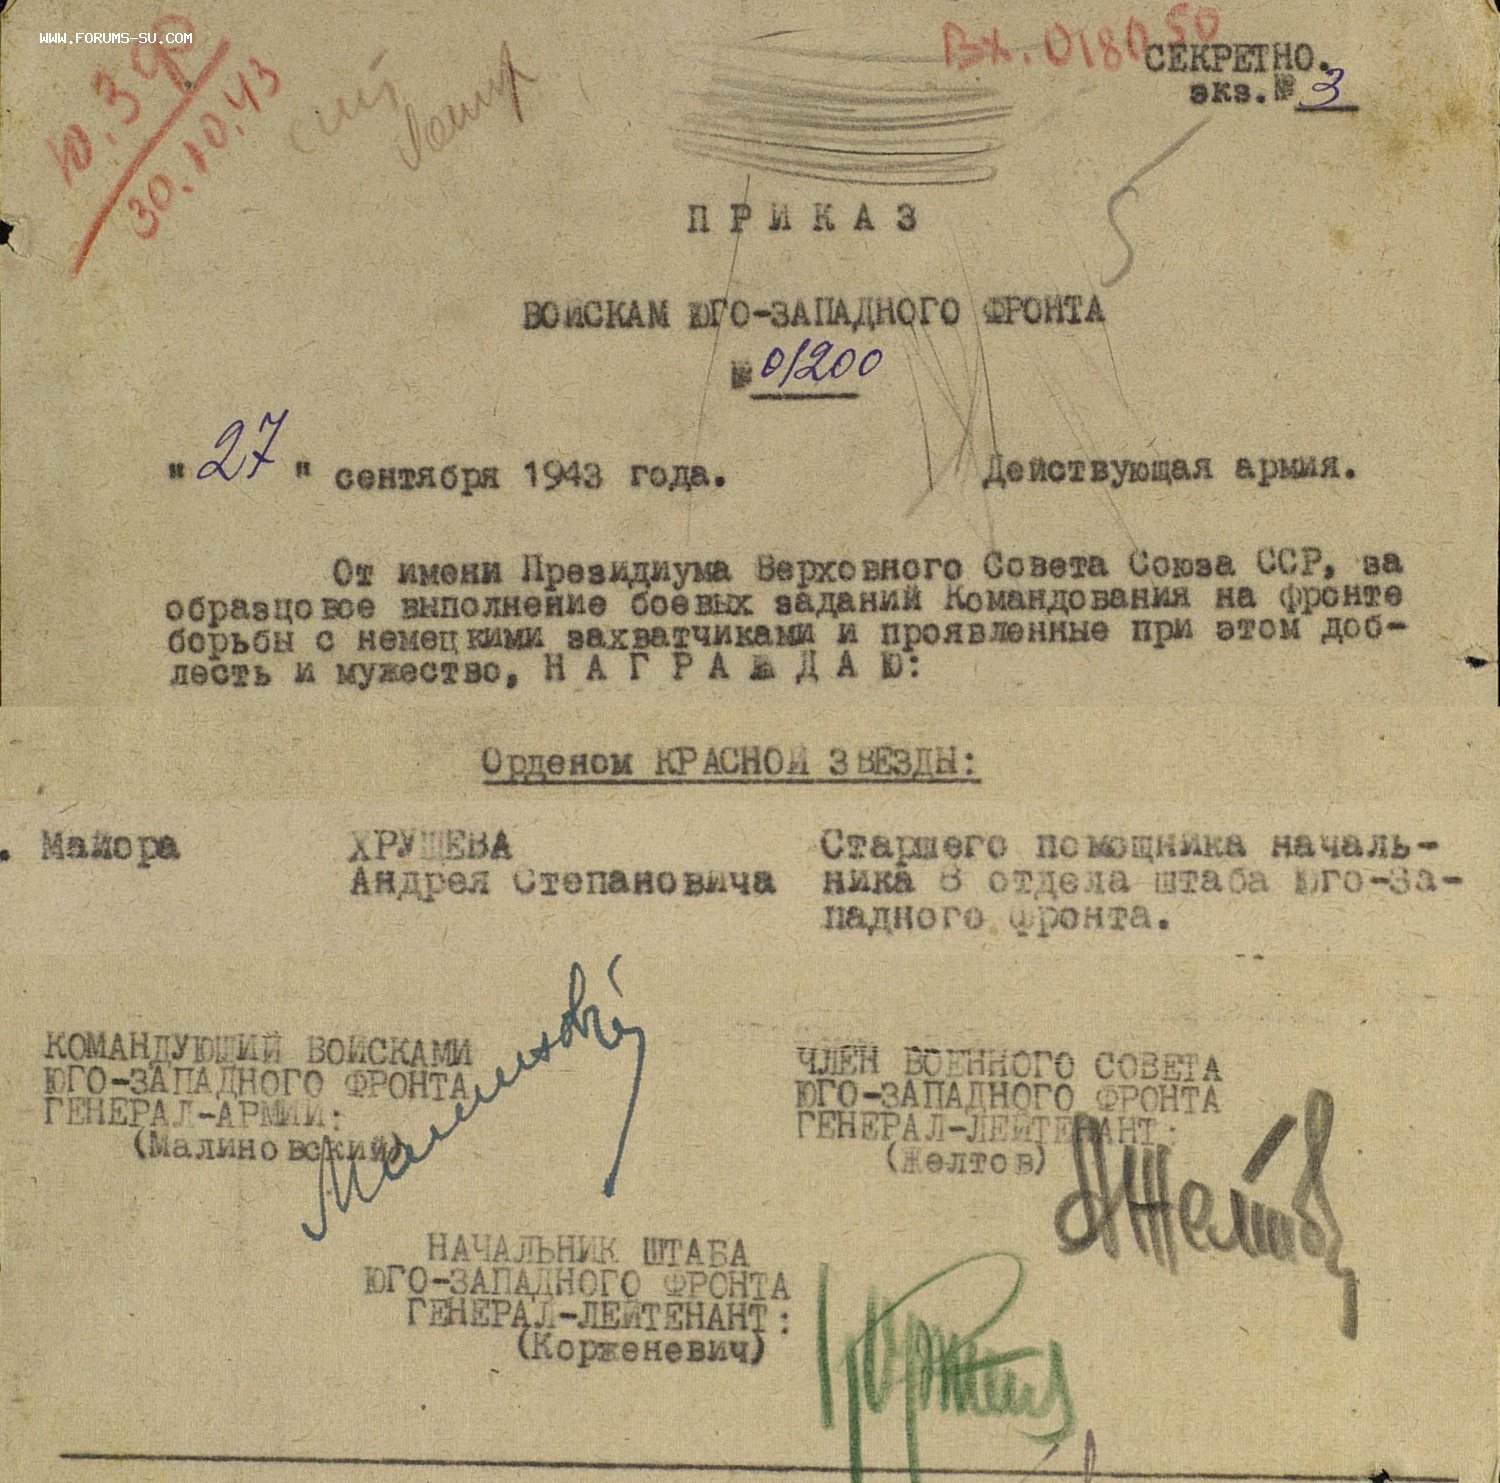 www.forums-su.com
Вх. 018050
СЕКРЕТНО.
экз.№ 3
Ю.З.Ф
30.10.43
5
ПРИКАЗ
ВОЙСКАМ ЮГО-ЗАПАДНОГО ФРОНТА
№ 01200
"27" сентября 1943 года. Действующая армия.
От имени Президиума Верховного Совета Союза ССР, за
образцовое выполнение боевых заданий Командования на фронте
борьбы с немецкими захватчиками и проявленные при этом доб-
лесть и мужество, НАГРАЖДАЮ:
Орденом КРАСНОЙ ЗВЕЗДЫ:
. Майора ХРУЩЕВА Старшего помощника началь-
Андрея Степановича ника 8 отдела штаба Юго-За-
падного фронта.
КОМАНДУЮЩИЙ ВОЙСКАМИ
ЮГО-ЗАПАДНОГО ФРОНТА
ГЕНЕРАЛ-АРМИИ:
(Малиновский)
Малиновский
ЧЛЕН ВОЕННОГО СОВЕТА
ЮГО-ЗАПАДНОГО ФРОНТА
ГЕНЕРАЛ-ЛЕЙТЕНАНТ:
(Желтов)
АЖелтов
НАЧАЛЬНИК ШТАБА
ЮГО-ЗАПАДНОГО ФРОНТА
ГЕНЕРАЛ-ЛЕЙТЕНАНТ:
(Корженевич)